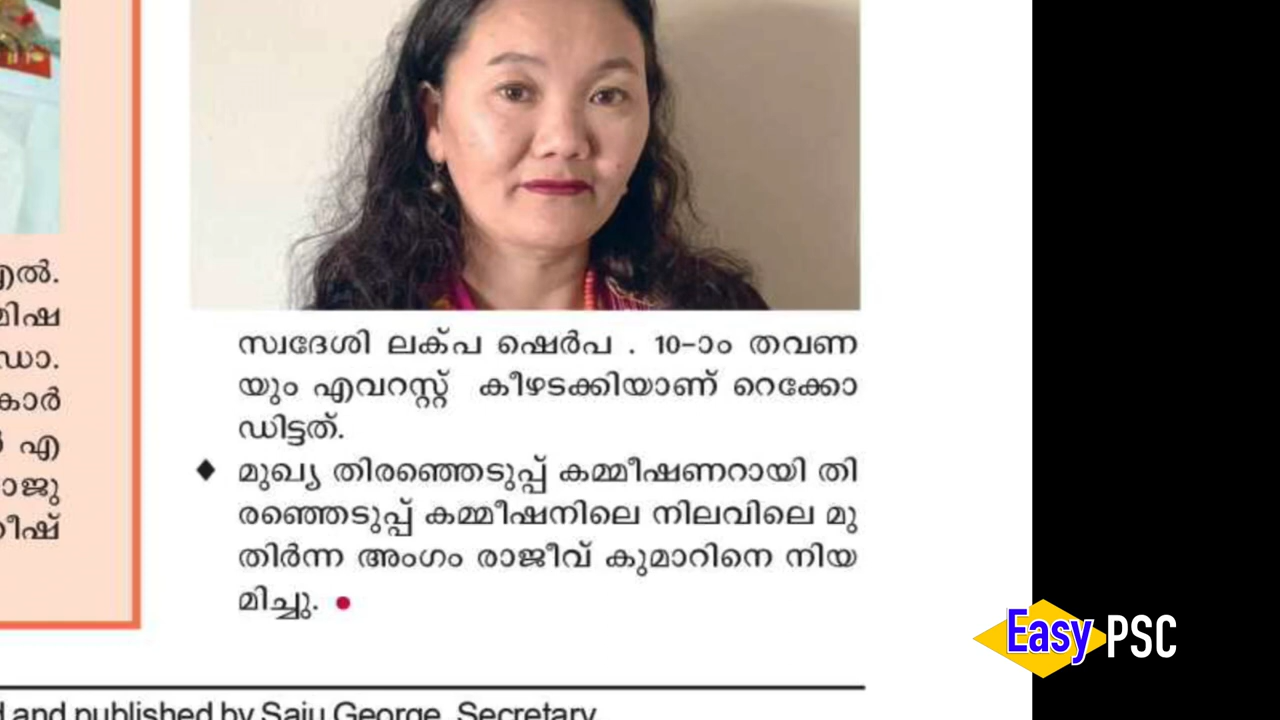 എൽ.
മിഷ
ഡോ.
കാർ
എ
ാജു
ീഷ്
സ്വദേശി ലക്പ ഷെർപ . 10-ാം തവണ
യും എവറസ്റ്റ് കീഴടക്കിയാണ് റെക്കോ
ഡിട്ടത്.
♦ മുഖ്യ തിരഞ്ഞെടുപ്പ് കമ്മീഷണറായി തി
രഞ്ഞെടുപ്പ് കമ്മീഷനിലെ നിലവിലെ മു
തിർന്ന അംഗം രാജീവ് കുമാറിനെ നിയ
മിച്ചു. •
Easy PSC
d and published by Saju George, Secretary,